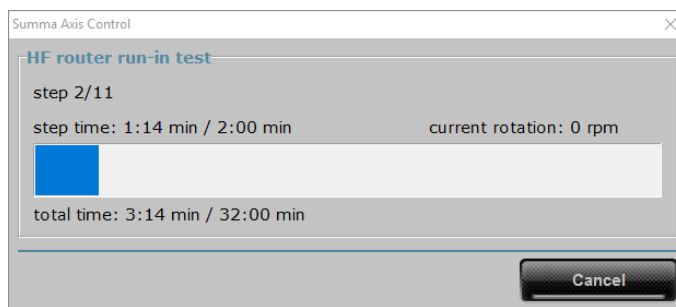 Summa Axis Control
HF router run-in test
step 2/11
step time: 1:14 min / 2:00 min current rotation: 0 rpm
total time: 3:14 min / 32:00 min
Cancel